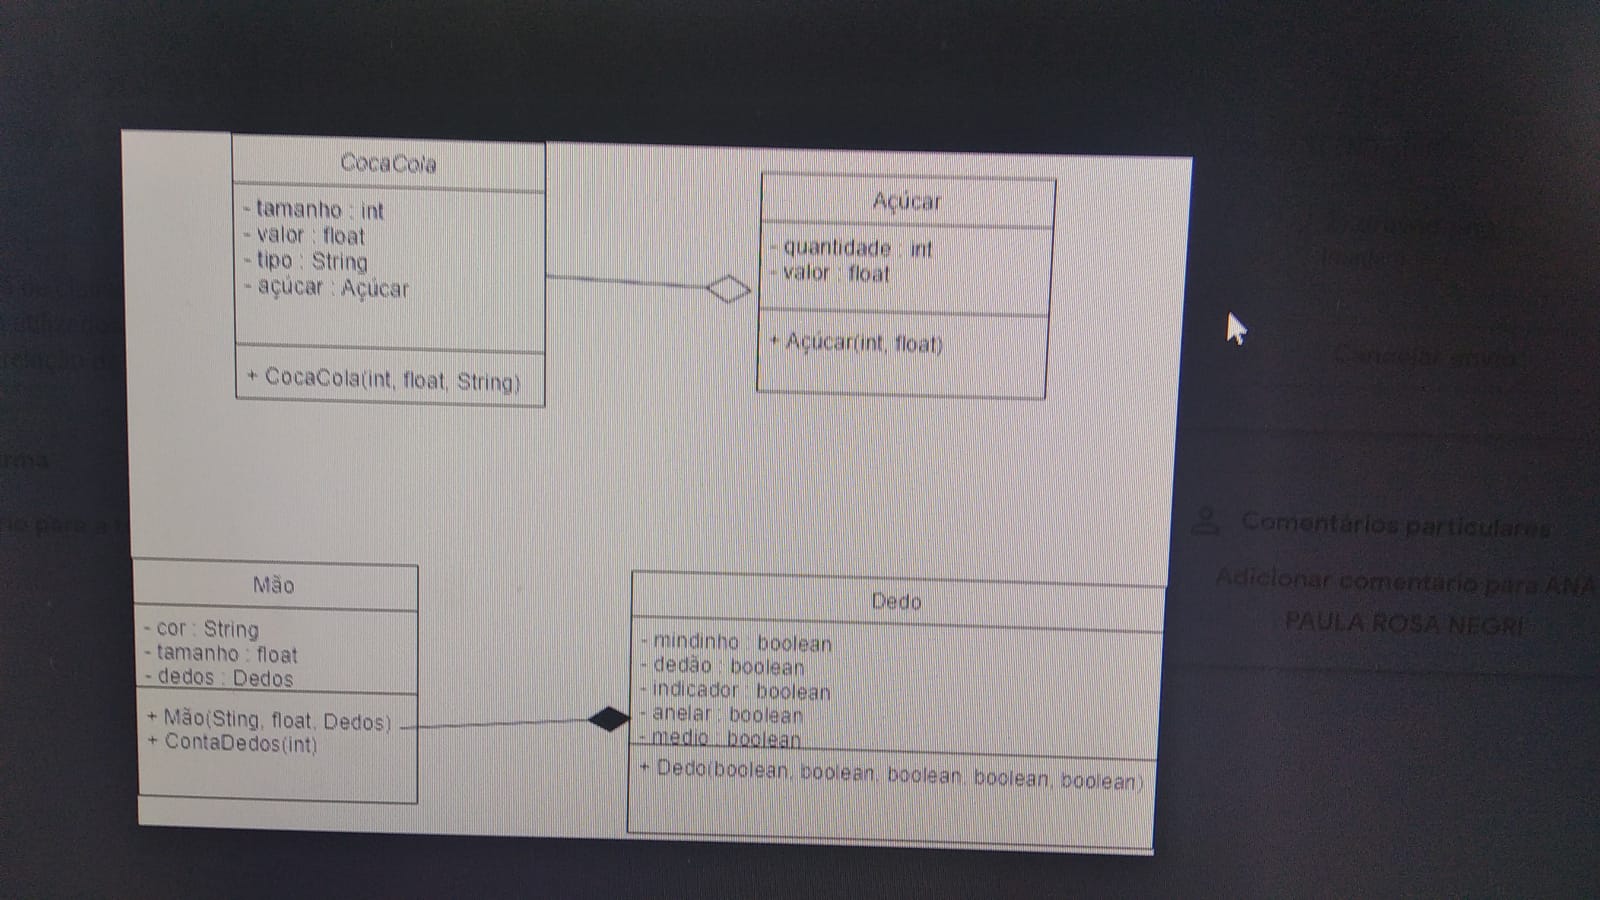 CocaCola
- tamanho : int
- valor : float
- tipo : String
- açúcar : Açúcar
+ CocaCola(int, float, String)
Açúcar
- quantidade : int
- valor : float
+ Açúcar(int, float)
Mão
- cor : String
- tamanho : float
- dedos : Dedos
+ Mão(Sting, float, Dedos)
+ ContaDedos(int)
Dedo
- mindinho : boolean
- dedão : boolean
- indicador : boolean
- anelar : boolean
- medio : boolean
+ Dedo(boolean, boolean, boolean, boolean, boolean)
Cancelar envio
Comentários particulares
Adicionar comentário para ANA
PAULA ROSA NEGRI